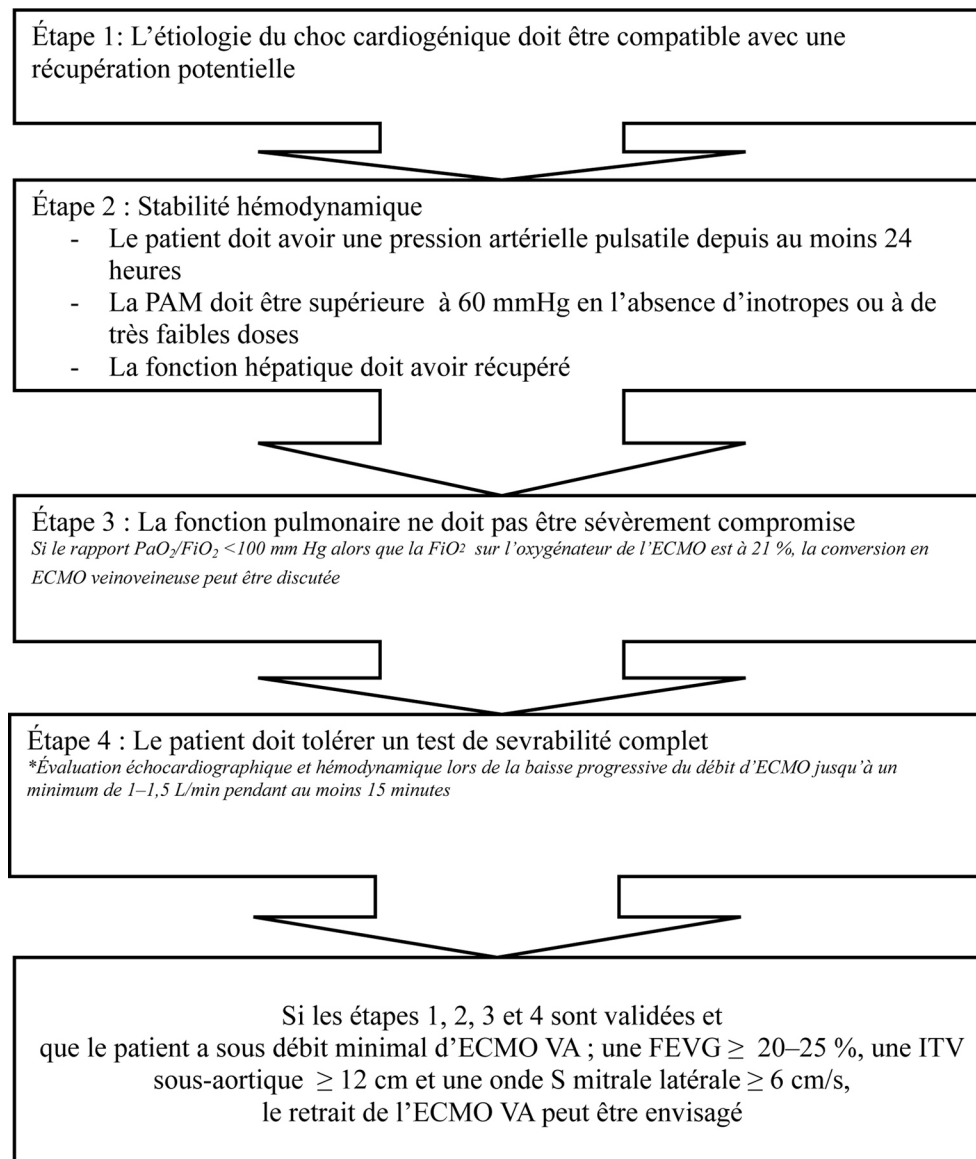 Étape 1: L’étiologie du choc cardiogénique doit être compatible avec une
récupération potentielle
Étape 2 : Stabilité hémodynamique
- Le patient doit avoir une pression artérielle pulsatile depuis au moins 24
heures
- La PAM doit être supérieure à 60 mmHg en l’absence d’inotropes ou à de
très faibles doses
- La fonction hépatique doit avoir récupéré
Étape 3 : La fonction pulmonaire ne doit pas être sévèrement compromise
Si le rapport PaO₂/FiO₂ <100 mm Hg alors que la FiO² sur l’oxygénateur de l’ECMO est à 21 %, la conversion en
ECMO veinoveineuse peut être discutée
Étape 4 : Le patient doit tolérer un test de sevrabilité complet
*Évaluation échocardiographique et hémodynamique lors de la baisse progressive du débit d’ECMO jusqu’à un
minimum de 1–1,5 L/min pendant au moins 15 minutes
Si les étapes 1, 2, 3 et 4 sont validées et
que le patient a sous débit minimal d’ECMO VA ; une FEVG ≥ 20–25 %, une ITV
sous-aortique ≥ 12 cm et une onde S mitrale latérale ≥ 6 cm/s,
le retrait de l’ECMO VA peut être envisagé